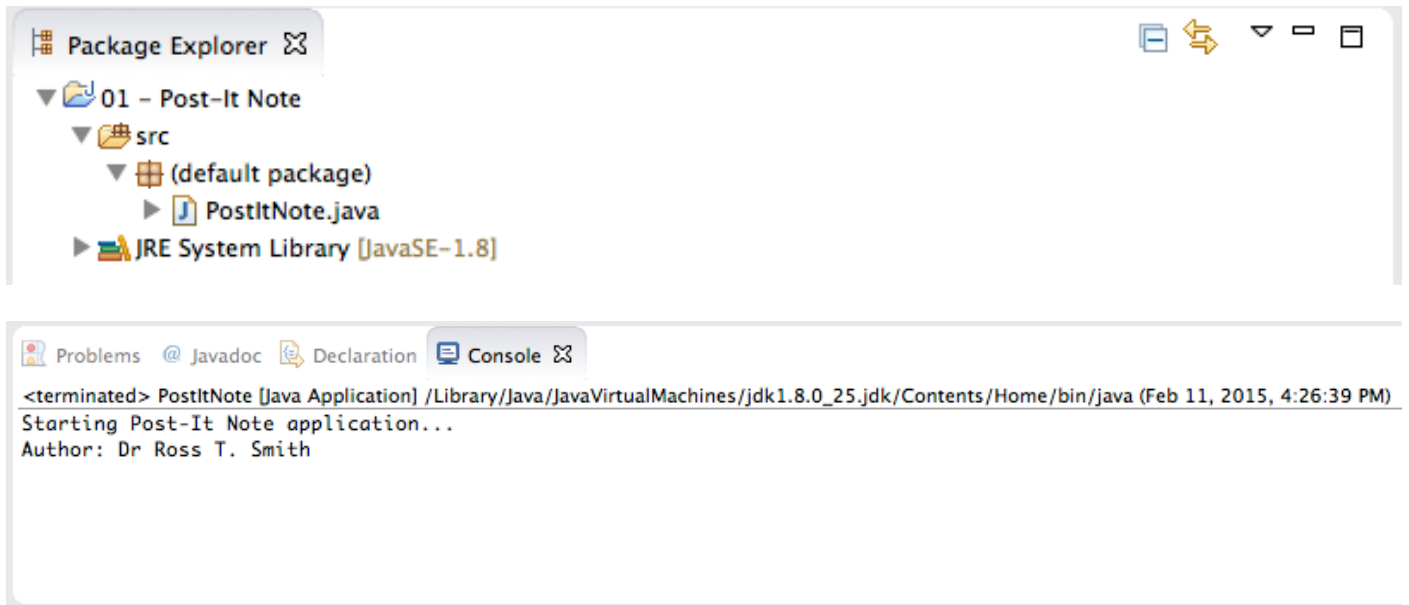 Package Explorer
01 – Post-It Note
src
(default package)
PostItNote.java
JRE System Library [JavaSE-1.8]
Problems @ Javadoc Declaration Console
<terminated> PostItNote [Java Application] /Library/Java/JavaVirtualMachines/jdk1.8.0_25.jdk/Contents/Home/bin/java (Feb 11, 2015, 4:26:39 PM)
Starting Post-It Note application...
Author: Dr Ross T. Smith